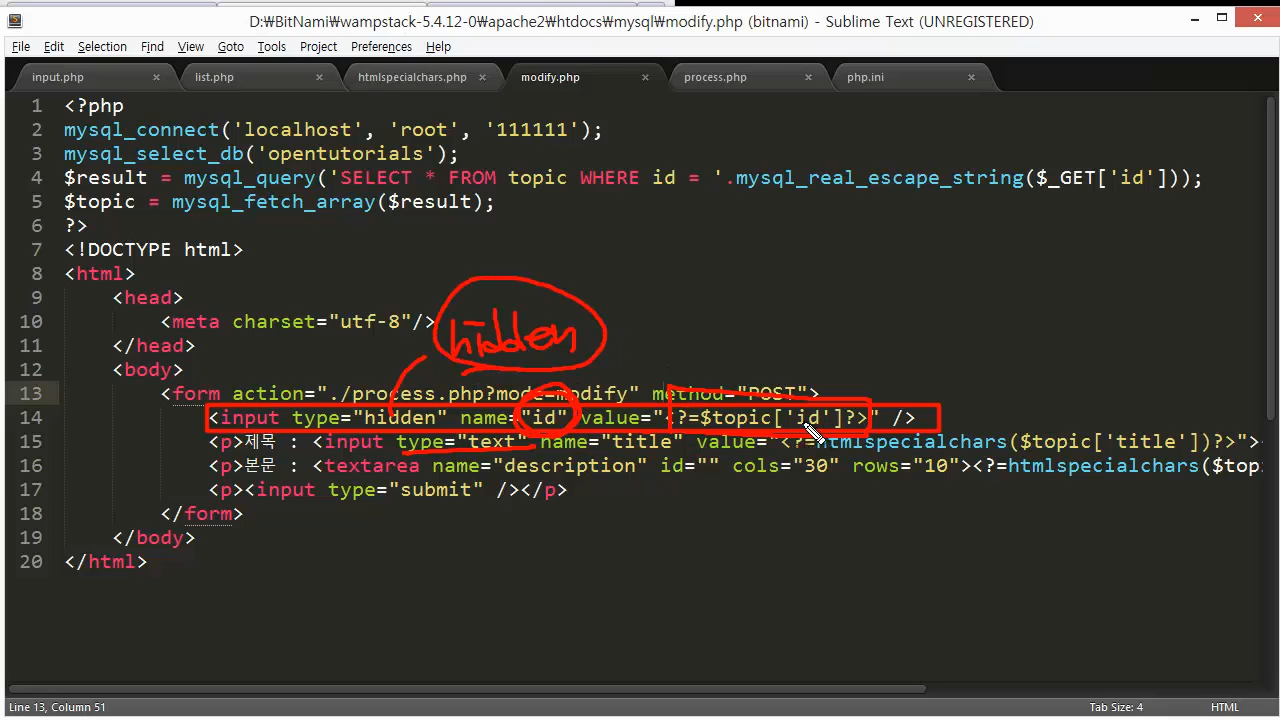 D:₩BitNami₩wampstack-5.4.12-0₩apache2₩htdocs₩mysql₩modify.php (bitnami) - Sublime Text (UNREGISTERED)
File Edit Selection Find View Goto Tools Project Preferences Help
input.php × list.php × htmlspecialchars.php × modify.php × process.php × php.ini ×
1 <?php
2 mysql_connect('localhost', 'root', '111111');
3 mysql_select_db('opentutorials');
4 $result = mysql_query('SELECT * FROM topic WHERE id = '.mysql_real_escape_string($_GET['id']));
5 $topic = mysql_fetch_array($result);
6 ?>
7 <!DOCTYPE html>
8 <html>
9 <head>
hidden
10 <meta charset="utf-8"/>
11 </head>
12 <body>
13 <form action="./process.php?mode=modify" method="POST">
14 <input type="hidden" name="id" value="<?=$topic['id']?>" />
15 <p>제목 : <input type="text" name="title" value="<?=htmlspecialchars($topic['title'])?>">
16 <p>본문 : <textarea name="description" id="" cols="30" rows="10"><?=htmlspecialchars($top
17 <p><input type="submit" /></p>
18 </form>
19 </body>
20 </html>
Line 13, Column 51 Tab Size: 4 HTML